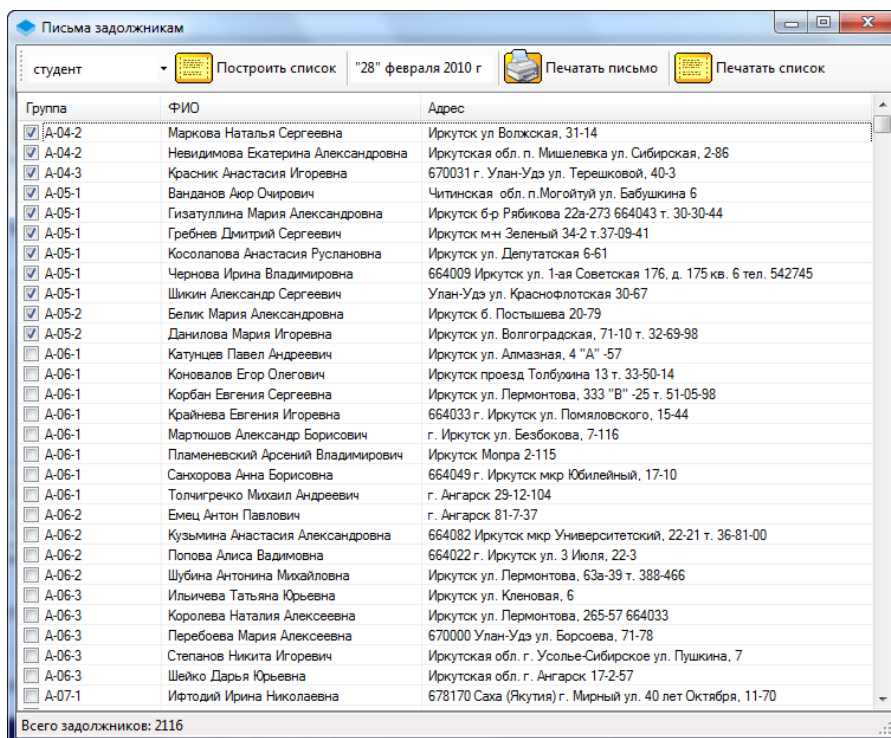 Письма задолжникам
студент Построить список "28" февраля 2010 г Печатать письмо Печатать список
Группа ФИО Адрес
А-04-2 Маркова Наталья Сергеевна Иркутск ул Волжская, 31-14
А-04-2 Невидимова Екатерина Александровна Иркутская обл. п. Мишелевка ул. Сибирская, 2-86
А-04-3 Красник Анастасия Игоревна 670031 г. Улан-Удэ ул. Терешковой, 40-3
А-05-1 Ванданов Аюр Очирович Читинская обл. п.Могойтуй ул. Бабушкина 6
А-05-1 Гизатуллина Мария Александровна Иркутск б-р Рябикова 22а-273 664043 т. 30-30-44
А-05-1 Гребнев Дмитрий Сергеевич Иркутск м-н Зеленый 34-2 т.37-09-41
А-05-1 Косолапова Анастасия Руслановна Иркутск ул. Депутатская 6-61
А-05-1 Чернова Ирина Владимировна 664009 Иркутск ул. 1-ая Советская 176, д. 175 кв. 6 тел. 542745
А-05-1 Шикин Александр Сергеевич Улан-Удэ ул. Краснофлотская 30-67
А-05-2 Белик Мария Александровна Иркутск б. Постышева 20-79
А-05-2 Данилова Мария Игоревна Иркутск ул. Волгоградская, 71-10 т. 32-69-98
А-06-1 Катунцев Павел Андреевич Иркутск ул. Алмазная, 4 "А" -57
А-06-1 Коновалов Егор Олегович Иркутск проезд Толбухина 13 т. 33-50-14
А-06-1 Корбан Евгения Сергеевна Иркутск ул. Лермонтова, 333 "В" -25 т. 51-05-98
А-06-1 Крайнева Евгения Игоревна 664033 г. Иркутск ул. Помяловского, 15-44
А-06-1 Мартюшов Александр Борисович г. Иркутск ул. Безбокова, 7-116
А-06-1 Пламеневский Арсений Владимирович Иркутск Мопра 2-115
А-06-1 Санхорова Анна Борисовна 664049 г. Иркутск мкр Юбилейный, 17-10
А-06-1 Толчигречко Михаил Андреевич г. Ангарск 29-12-104
А-06-2 Емец Антон Павлович г. Ангарск 81-7-37
А-06-2 Кузьмина Анастасия Александровна 664082 Иркутск мкр Университетский, 22-21 т. 36-81-00
А-06-2 Попова Алиса Вадимовна 664022 г. Иркутск ул. 3 Июля, 22-3
А-06-2 Шубина Антонина Михайловна Иркутск ул. Лермонтова, 63а-39 т. 388-466
А-06-3 Ильичева Татьяна Юрьевна Иркутск ул. Кленовая, 6
А-06-3 Королева Наталия Алексеевна Иркутск ул. Лермонтова, 265-57 664033
А-06-3 Перебоева Мария Алексеевна 670000 Улан-Удэ ул. Борсоева, 71-78
А-06-3 Степанов Никита Игоревич Иркутская обл. г. Усолье-Сибирское ул. Пушкина, 7
А-06-3 Шейко Дарья Юрьевна Иркутская обл. г. Ангарск 17-2-57
А-07-1 Ифтодий Ирина Николаевна 678170 Саха (Якутия) г. Мирный ул. 40 лет Октября, 11-70
Всего задолжников: 2116